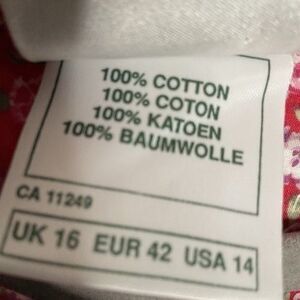 100% COTTON
100% COTON
100% KATOEN
100% BAUMWOLLE
CA 11249
UK 16 EUR 42 USA 14